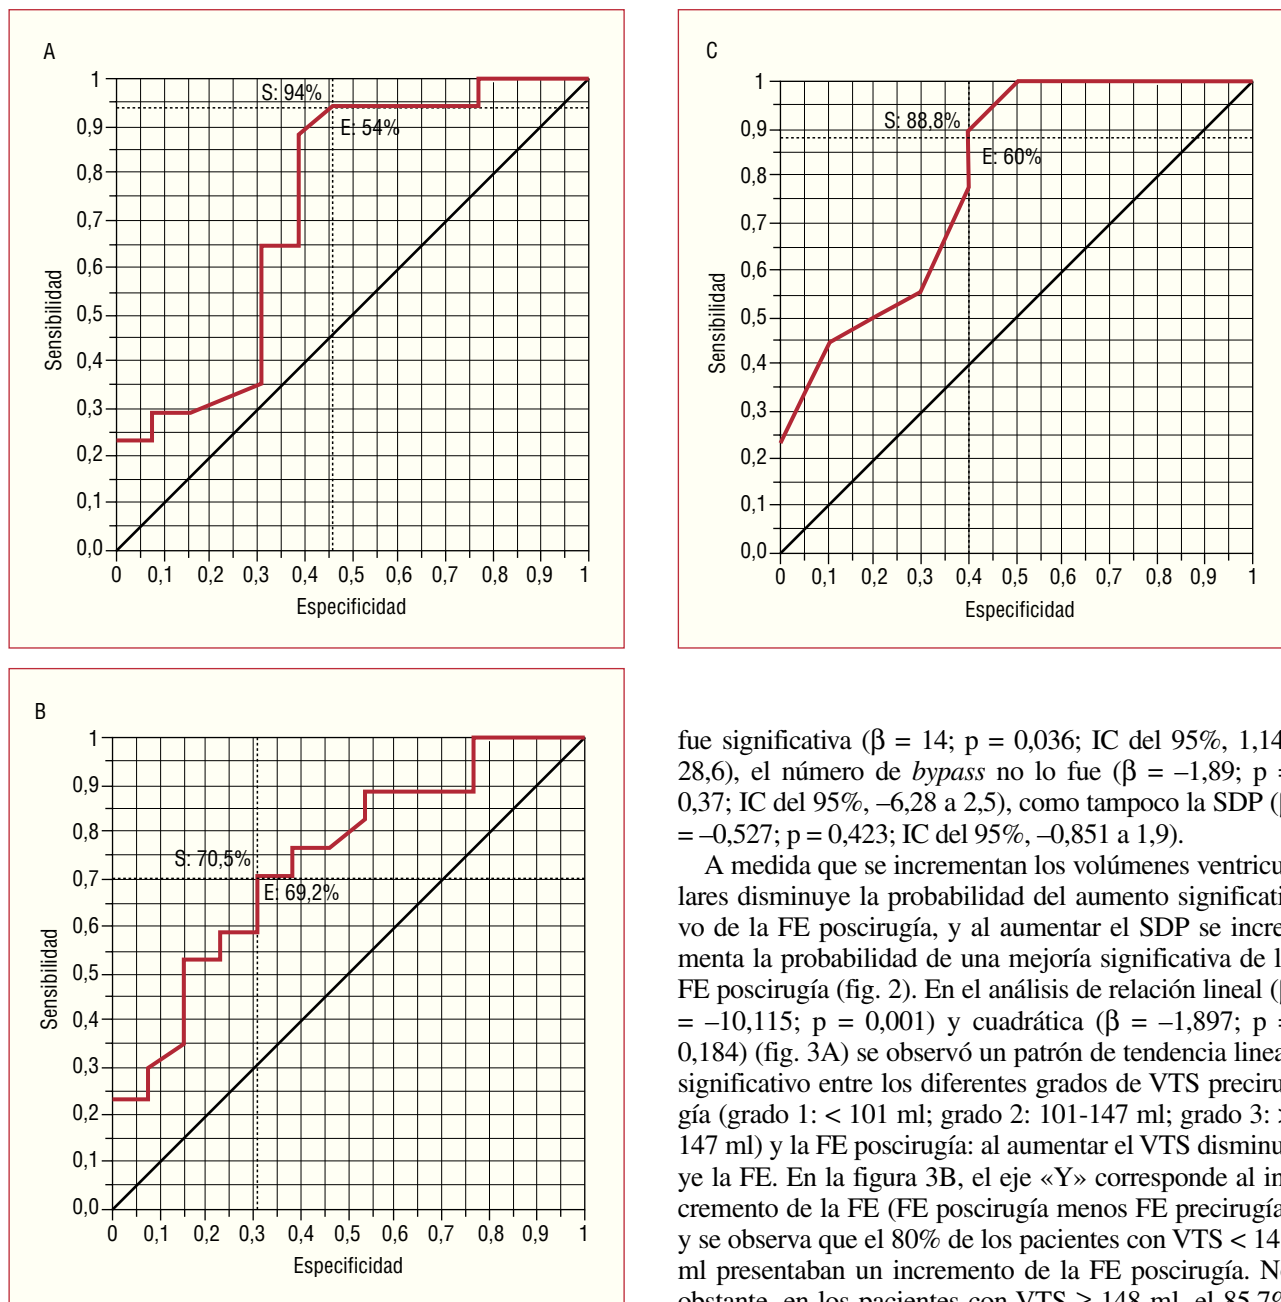 A
1
0,9
0,8
0,7
0,6
0,5
0,4
0,3
0,2
0,1
0,0
Sensibilidad
S: 94%
E: 54%
0 0,1 0,2 0,3 0,4 0,5 0,6 0,7 0,8 0,9 1
Especificidad
B
1
0,9
0,8
0,7
0,6
0,5
0,4
0,3
0,2
0,1
0,0
Sensibilidad
S: 70,5%
E: 69,2%
0 0,1 0,2 0,3 0,4 0,5 0,6 0,7 0,8 0,9 1
Especificidad
C
1
0,9
0,8
0,7
0,6
0,5
0,4
0,3
0,2
0,1
0,0
Sensibilidad
S: 88,8%
E: 60%
0 0,1 0,2 0,3 0,4 0,5 0,6 0,7 0,8 0,9 1
Especificidad
fue significativa (β = 14; p = 0,036; IC del 95%, 1,14
28,6), el número de bypass no lo fue (β = –1,89; p =
0,37; IC del 95%, –6,28 a 2,5), como tampoco la SDP (β
= –0,527; p = 0,423; IC del 95%, –0,851 a 1,9).
A medida que se incrementan los volúmenes ventricu-
lares disminuye la probabilidad del aumento significati-
vo de la FE poscirugía, y al aumentar el SDP se incre-
menta la probabilidad de una mejoría significativa de l
FE poscirugía (fig. 2). En el análisis de relación lineal (β
= –10,115; p = 0,001) y cuadrática (β = –1,897; p =
0,184) (fig. 3A) se observó un patrón de tendencia linea
significativo entre los diferentes grados de VTS preciru-
gía (grado 1: < 101 ml; grado 2: 101-147 ml; grado 3: >
147 ml) y la FE poscirugía: al aumentar el VTS disminu-
ye la FE. En la figura 3B, el eje «Y» corresponde al in-
cremento de la FE (FE poscirugía menos FE precirugía
y se observa que el 80% de los pacientes con VTS < 14
ml presentaban un incremento de la FE poscirugía. No
obstante, en los pacientes con VTS ≥ 148 ml, el 85,7%